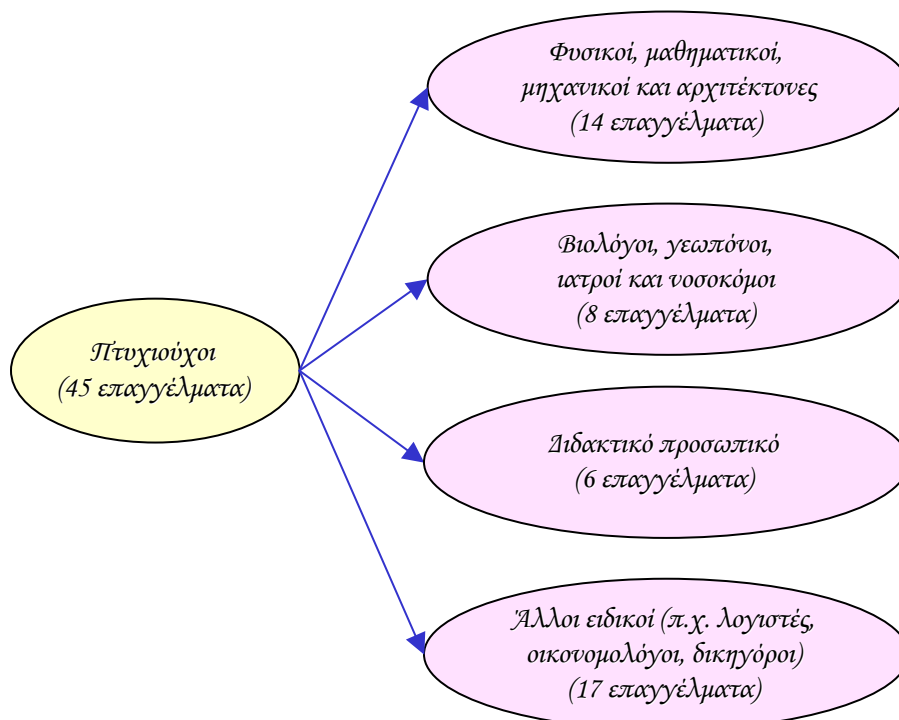 Φυσικοί, μαθηματικοί,
μηχανικοί και αρχιτέκτονες
(14 επαγγέλματα)
Βιολόγοι, γεωπόνοι,
ιατροί και νοσοκόμοι
(8 επαγγέλματα)
Πτυχιούχοι
(45 επαγγέλματα)
Διδακτικό προσωπικό
(6 επαγγέλματα)
Άλλοι ειδικοί (π.χ. λογιστές,
οικονομολόγοι, δικηγόροι)
(17 επαγγέλματα)